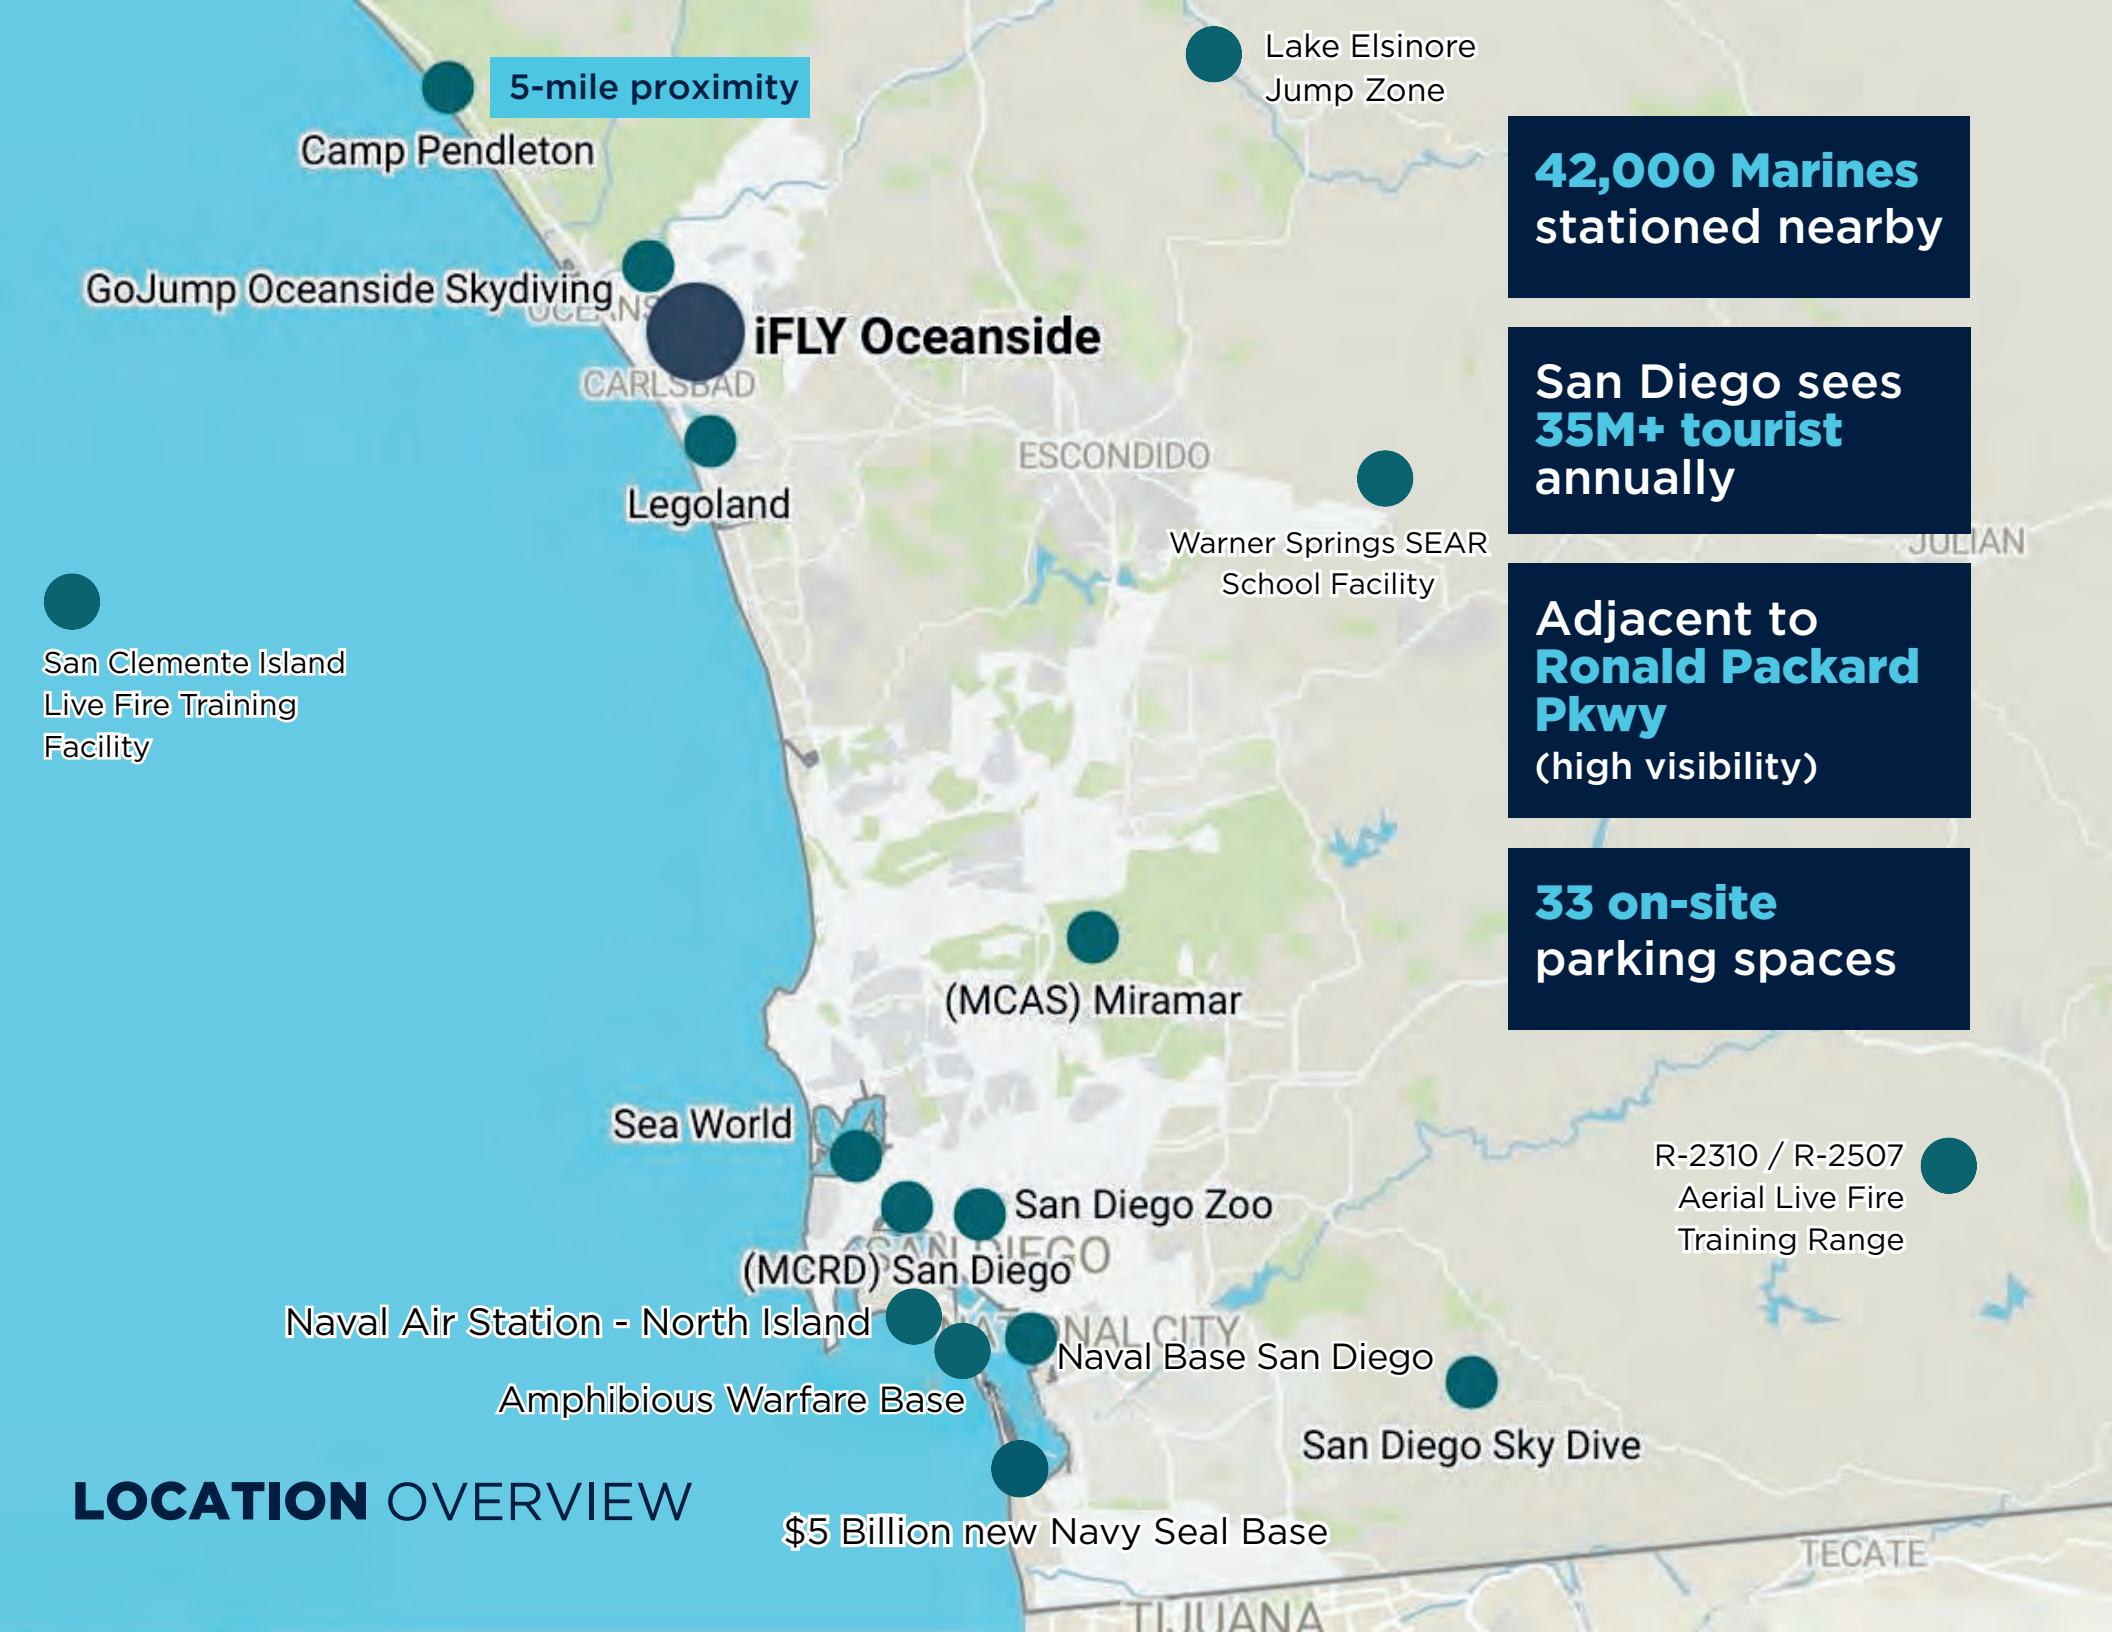 Lake Elsinore
Jump Zone
5-mile proximity
Camp Pendleton
42,000 Marines
stationed nearby
GoJump Oceanside Skydiving
iFLY Oceanside
CARLSBAD
San Diego sees
35M+ tourist
annually
ESCONDIDO
Legoland
Warner Springs SEAR
School Facility
JULIAN
San Clemente Island
Live Fire Training
Facility
Adjacent to
Ronald Packard
Pkwy
(high visibility)
33 on-site
parking spaces
(MCAS) Miramar
Sea World
R-2310 / R-2507
Aerial Live Fire
Training Range
San Diego Zoo
SAN DIEGO
(MCRD) San Diego
Naval Air Station - North Island
NATIONAL CITY
Naval Base San Diego
Amphibious Warfare Base
San Diego Sky Dive
LOCATION OVERVIEW
$5 Billion new Navy Seal Base
TECATE
TIJUANA